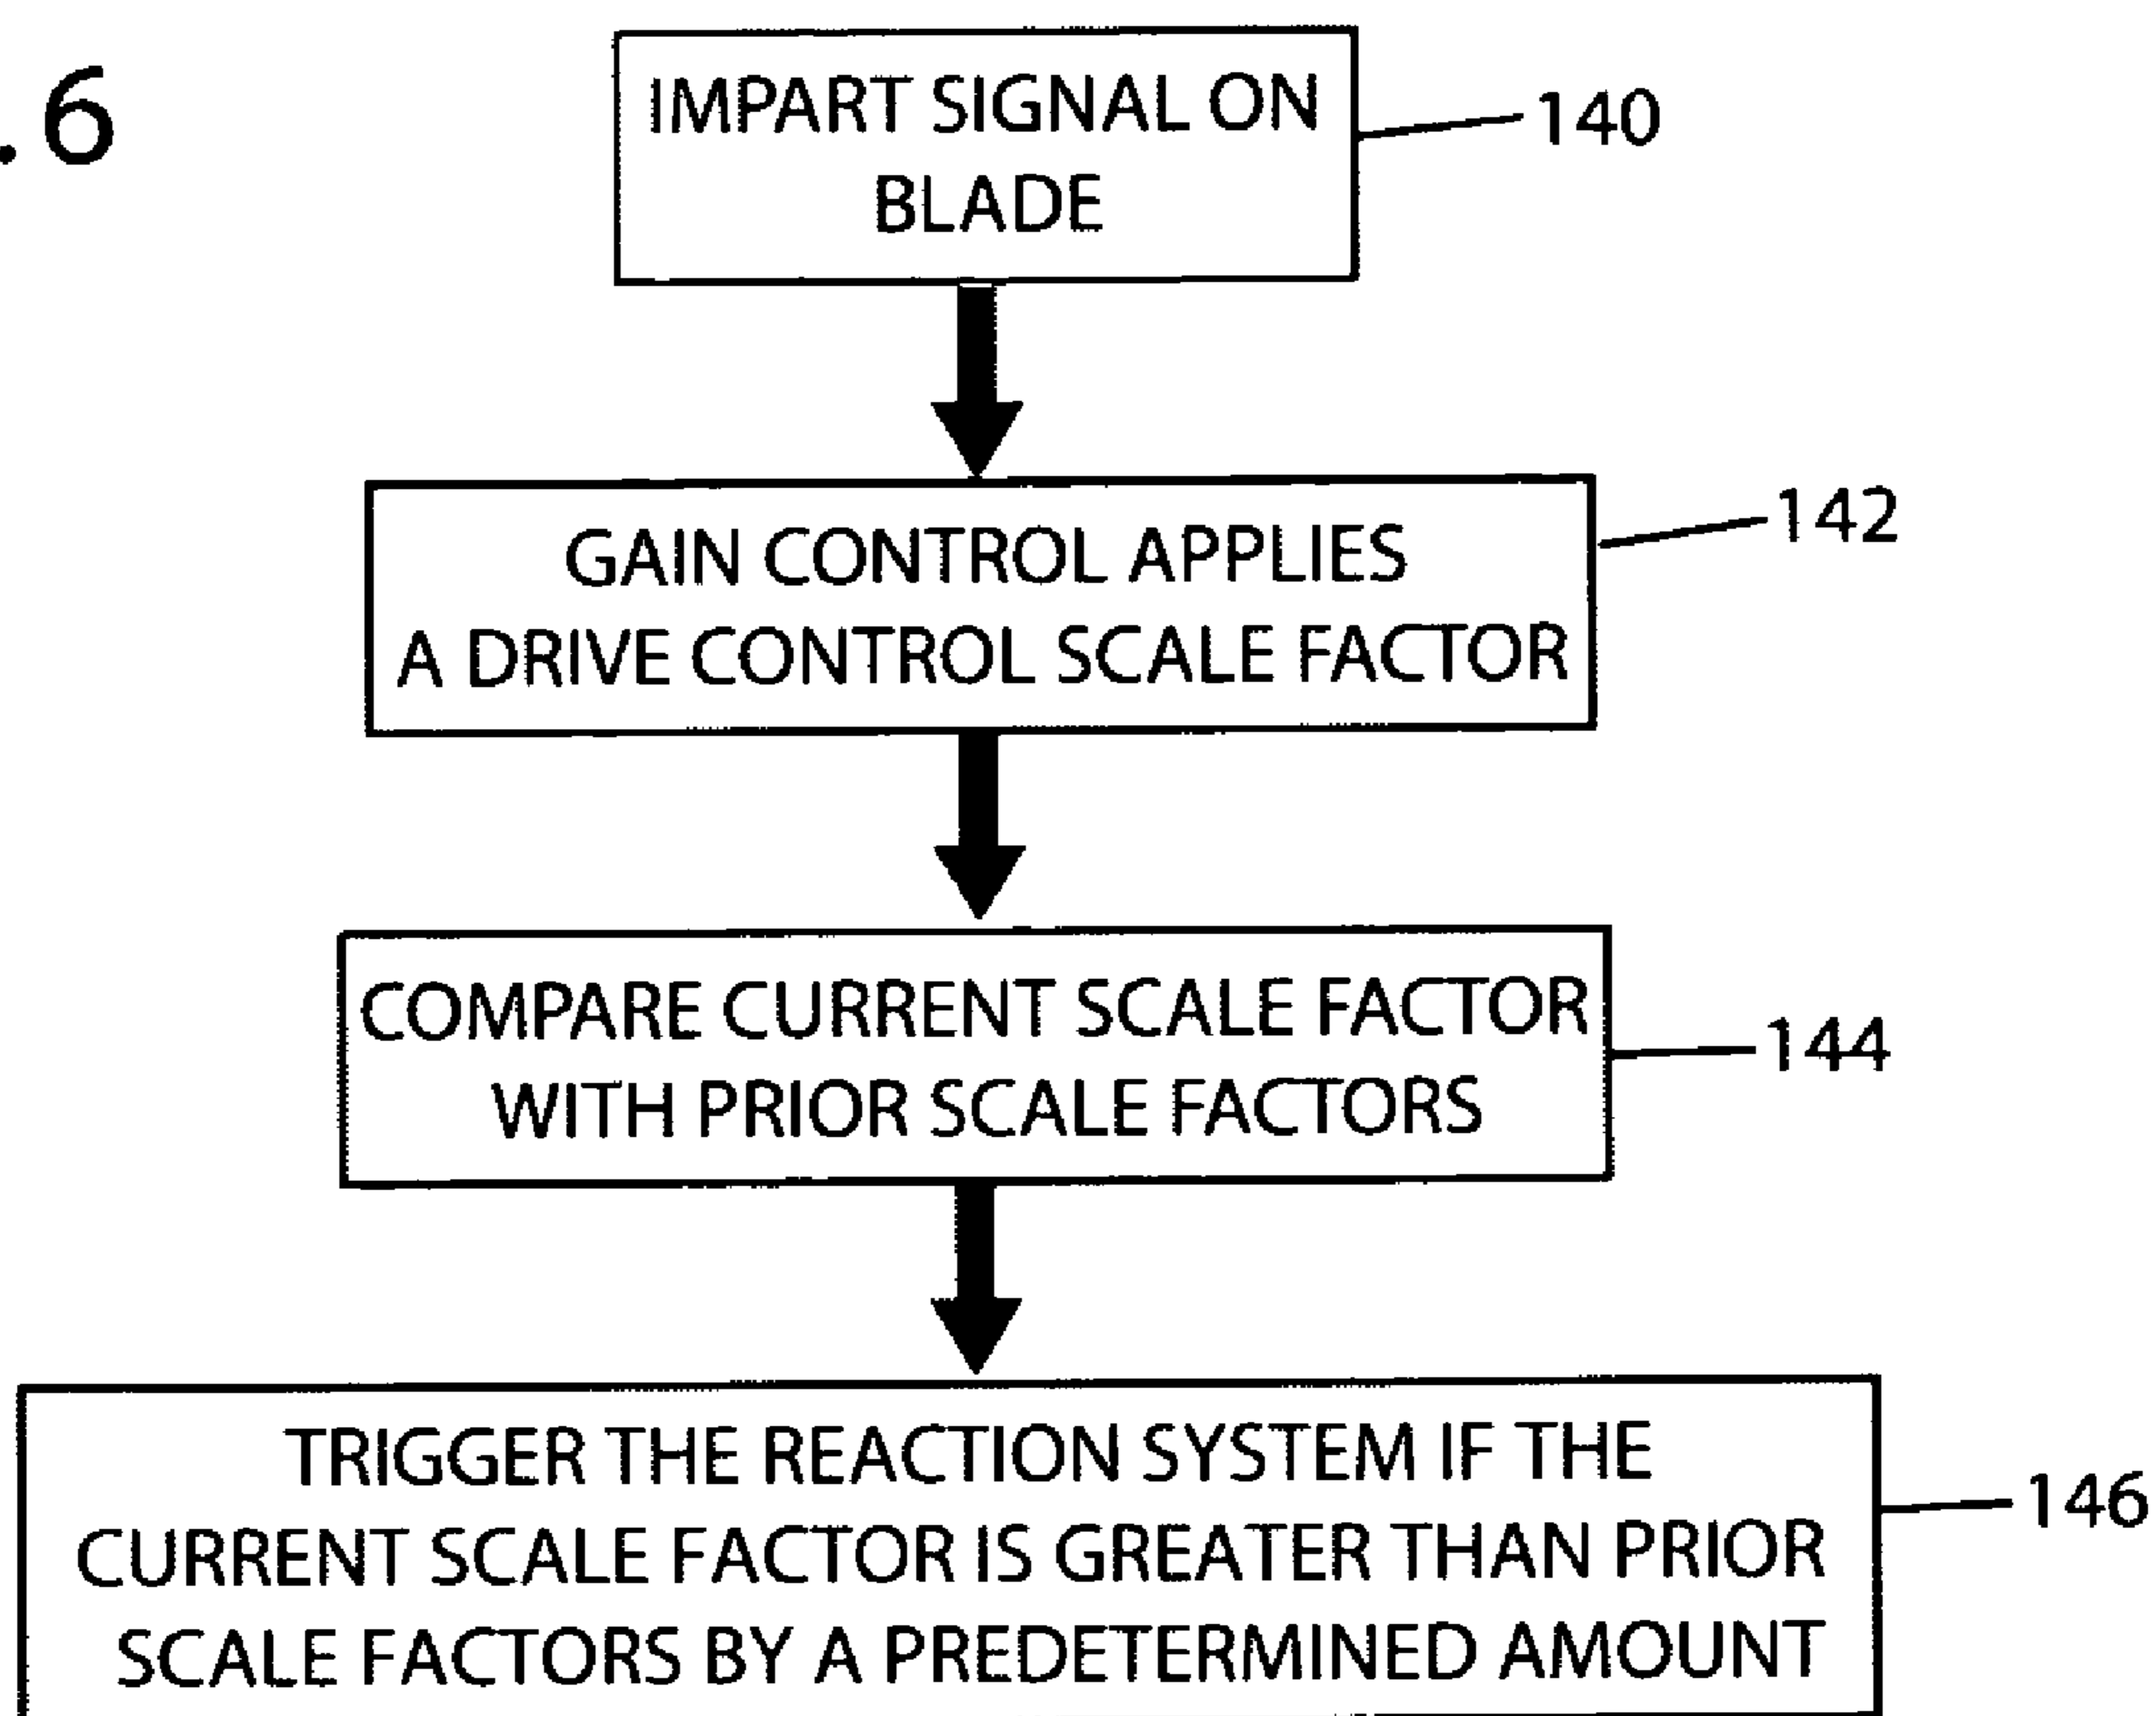 .6
IMPART SIGNAL ON
BLADE
140
GAIN CONTROL APPLIES
A DRIVE CONTROL SCALE FACTOR
142
COMPARE CURRENT SCALE FACTOR
WITH PRIOR SCALE FACTORS
144
TRIGGER THE REACTION SYSTEM IF THE
CURRENT SCALE FACTOR IS GREATER THAN PRIOR
SCALE FACTORS BY A PREDETERMINED AMOUNT
146